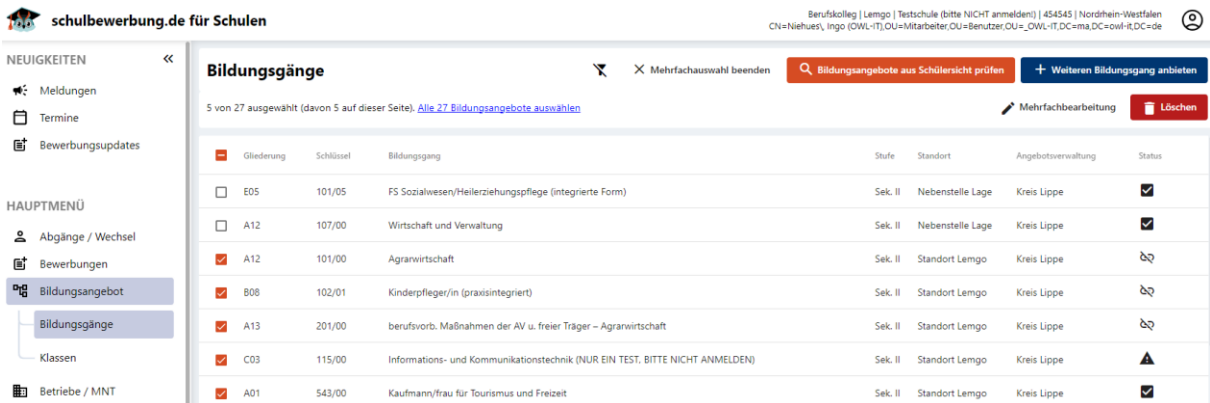 schulbewerbung.de für Schulen
Berufskolleg | Lemgo | Testschule (bitte NICHT anmelden!) | 454545 | Nordrhein-Westfalen
CN=Niehues\, Ingo (OWL-IT),OU=Mitarbeiter,OU=Benutzer,OU=_OWL-IT,DC=ma,DC=owl-it,DC=de
NEUIGKEITEN
Meldungen
Termine
Bewerbungsupdates
HAUPTMENÜ
Abgänge / Wechsel
Bewerbungen
Bildungsangebot
Bildungsgänge
Klassen
Betriebe / MNT
Bildungsgänge
Mehrfachauswahl beenden
Bildungsangebote aus Schülersicht prüfen
Weiteren Bildungsgang anbieten
5 von 27 ausgewählt (davon 5 auf dieser Seite). Alle 27 Bildungsangebote auswählen
Mehrfachbearbeitung
Löschen
Gliederung Schlüssel Bildungsgang Stufe Standort Angebotsverwaltung Status
E05 101/05 FS Sozialwesen/Heilerziehungspflege (integrierte Form) Sek. II Nebenstelle Lage Kreis Lippe
A12 107/00 Wirtschaft und Verwaltung Sek. II Nebenstelle Lage Kreis Lippe
A12 101/00 Agrarwirtschaft Sek. II Standort Lemgo Kreis Lippe
B08 102/01 Kinderpfleger/in (praxisintegriert) Sek. II Standort Lemgo Kreis Lippe
A13 201/00 berufsvorb. Maßnahmen der AV u. freier Träger – Agrarwirtschaft Sek. II Standort Lemgo Kreis Lippe
C03 115/00 Informations- und Kommunikationstechnik (NUR EIN TEST. BITTE NICHT ANMELDEN) Sek. II Standort Lemgo Kreis Lippe
A01 543/00 Kaufmann/frau für Tourismus und Freizeit Sek. II Standort Lemgo Kreis Lippe